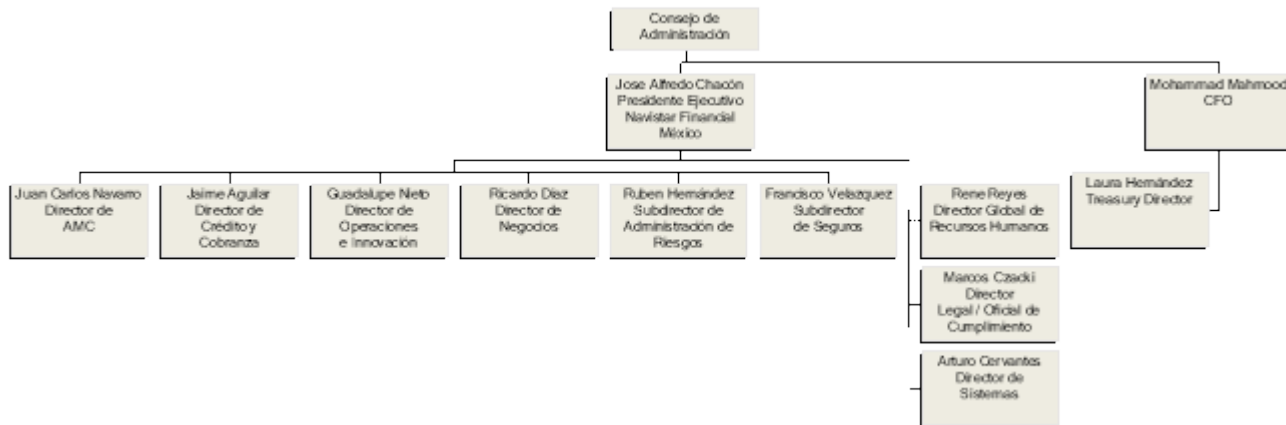 Consejo de
Administración
Jose Alfredo Chacón
Presidente Ejecutivo
Navistar Financial
México
Mohammad Mahmood
CFO
Juan Carlos Navarro
Director de
AMC
Jaime Aguilar
Director de
Crédito y
Cobranza
Guadalupe Nieto
Director de
Operaciones
e Innovación
Ricardo Díaz
Director de
Negocios
Ruben Hernández
Subdirector de
Administración de
Riesgos
Francisco Velazquez
Subdirector
de Seguros
Rene Reyes
Director Global de
Recursos Humanos
Laura Hernández
Treasury Director
Marcos Czacki
Director
Legal / Oficial de
Cumplimiento
Arturo Cervantes
Director de
Sistemas